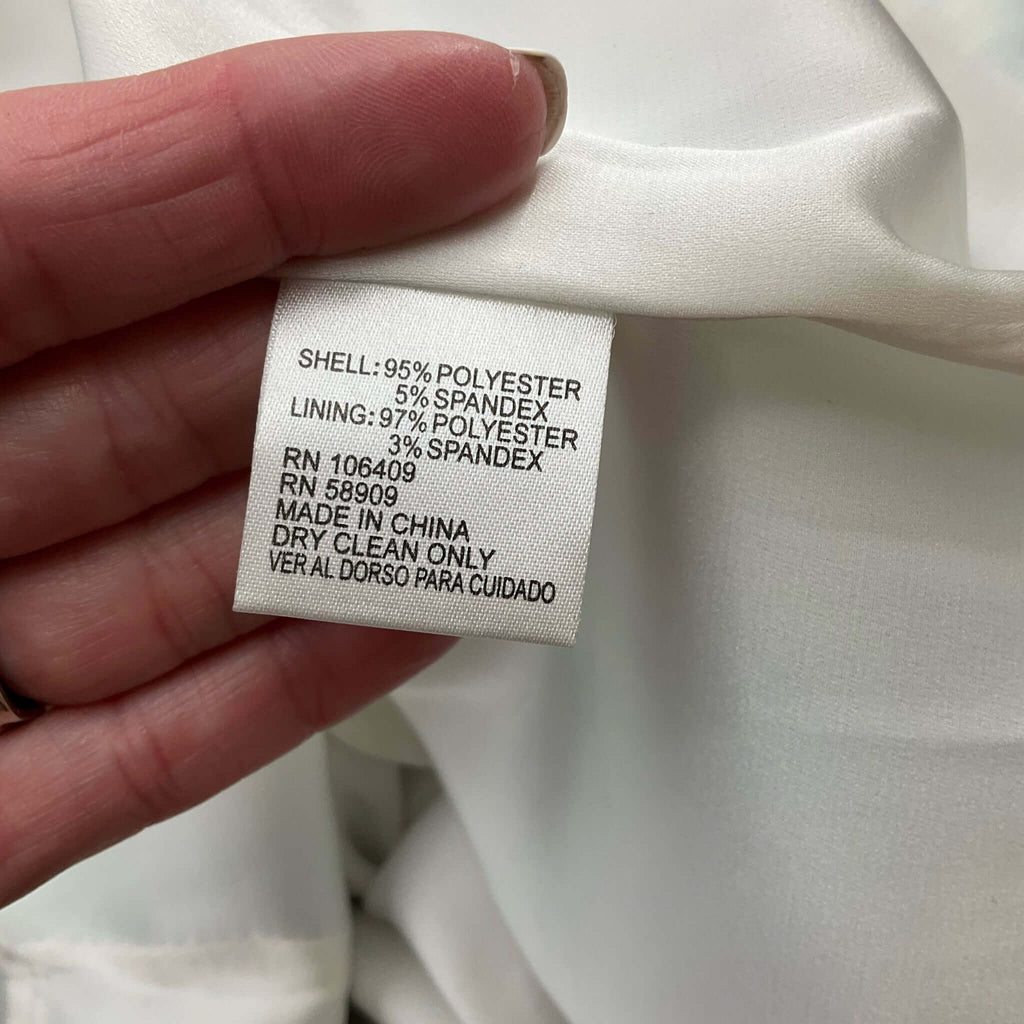 SHELL: 95% POLYESTER
5% SPANDEX
LINING: 97% POLYESTER
3% SPANDEX
RN 106409
RN 58909
MADE IN CHINA
DRY CLEAN ONLY
VER AL DORSO PARA CUIDADO